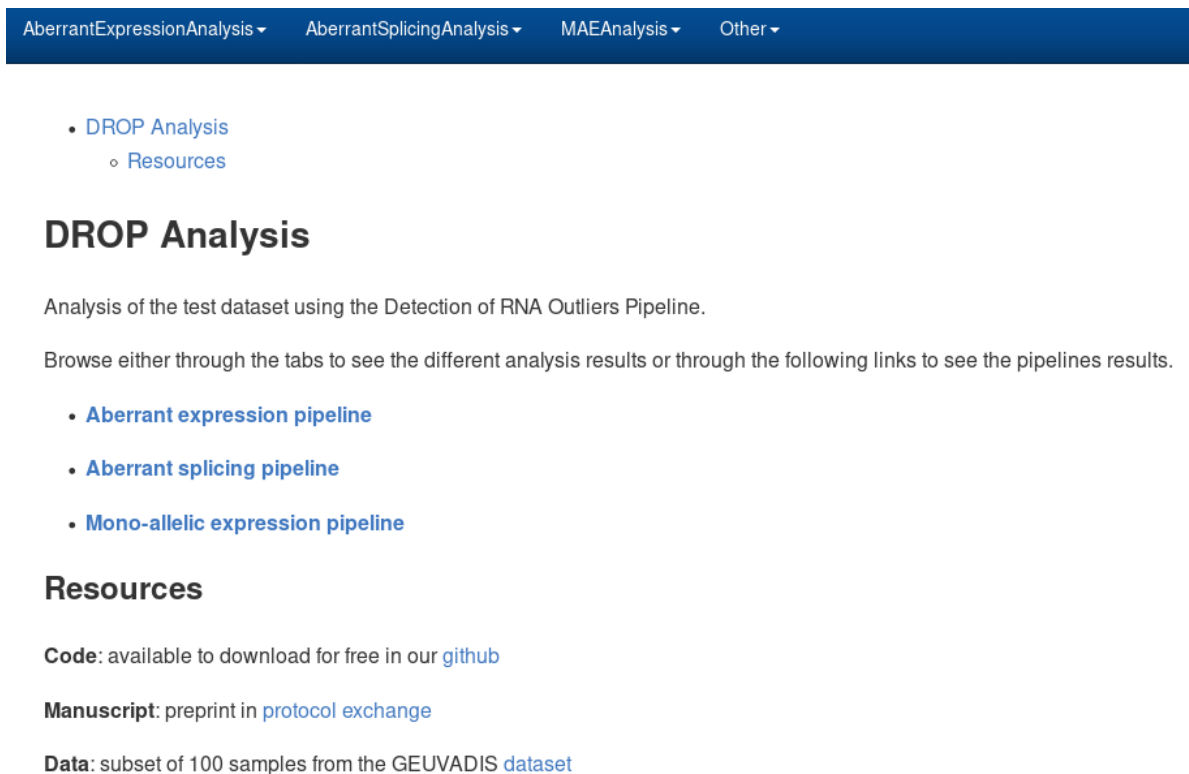 AberrantExpressionAnalysis AberrantSplicingAnalysis MAEAnalysis Other
DROP Analysis
Resources
DROP Analysis
Analysis of the test dataset using the Detection of RNA Outliers Pipeline.
Browse either through the tabs to see the different analysis results or through the following links to see the pipelines results.
Aberrant expression pipeline
Aberrant splicing pipeline
Mono-allelic expression pipeline
Resources
Code: available to download for free in our github
Manuscript: preprint in protocol exchange
Data: subset of 100 samples from the GEUVADIS dataset